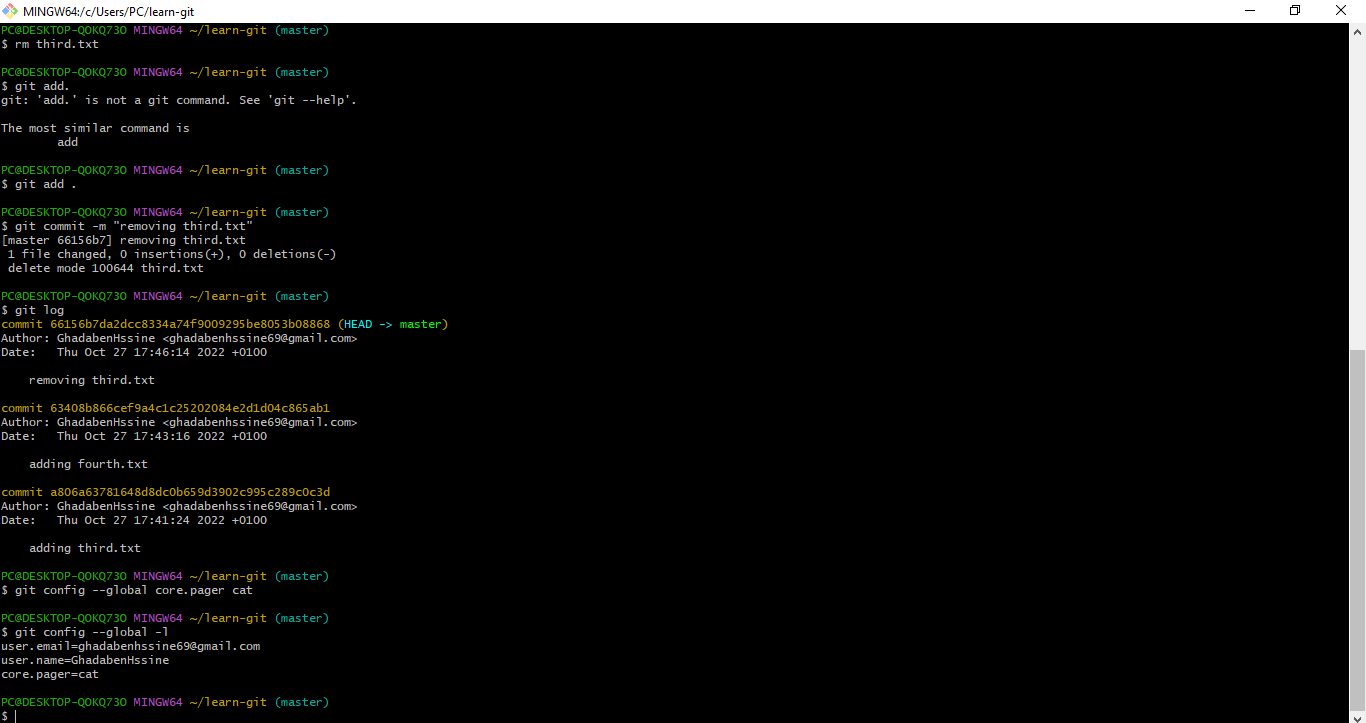 MINGW64:/c/Users/PC/learn-git
PC@DESKTOP-QOKQ73O MINGW64 ~/learn-git (master)
$ rm third.txt
PC@DESKTOP-QOKQ73O MINGW64 ~/learn-git (master)
$ git add.
git: 'add.' is not a git command. See 'git --help'.
The most similar command is
add
PC@DESKTOP-QOKQ73O MINGW64 ~/learn-git (master)
$ git add .
PC@DESKTOP-QOKQ73O MINGW64 ~/learn-git (master)
$ git commit -m "removing third.txt"
[master 66156b7] removing third.txt
1 file changed, 0 insertions(+), 0 deletions(-)
delete mode 100644 third.txt
PC@DESKTOP-QOKQ73O MINGW64 ~/learn-git (master)
$ git log
commit 66156b7da2dcc8334a74f9009295be8053b08868 (HEAD -> master)
Author: GhadabenHssine <ghadabenhssine69@gmail.com>
Date:   Thu Oct 27 17:46:14 2022 +0100
removing third.txt
commit 63408b866cef9a4c1c25202084e2d1d04c865ab1
Author: GhadabenHssine <ghadabenhssine69@gmail.com>
Date:   Thu Oct 27 17:43:16 2022 +0100
adding fourth.txt
commit a806a63781648d8dc0b659d3902c995c289c0c3d
Author: GhadabenHssine <ghadabenhssine69@gmail.com>
Date:   Thu Oct 27 17:41:24 2022 +0100
adding third.txt
PC@DESKTOP-QOKQ73O MINGW64 ~/learn-git (master)
$ git config --global core.pager cat
PC@DESKTOP-QOKQ73O MINGW64 ~/learn-git (master)
$ git config --global -l
user.email=ghadabenhssine69@gmail.com
user.name=GhadabenHssine
core.pager=cat
PC@DESKTOP-QOKQ73O MINGW64 ~/learn-git (master)
$